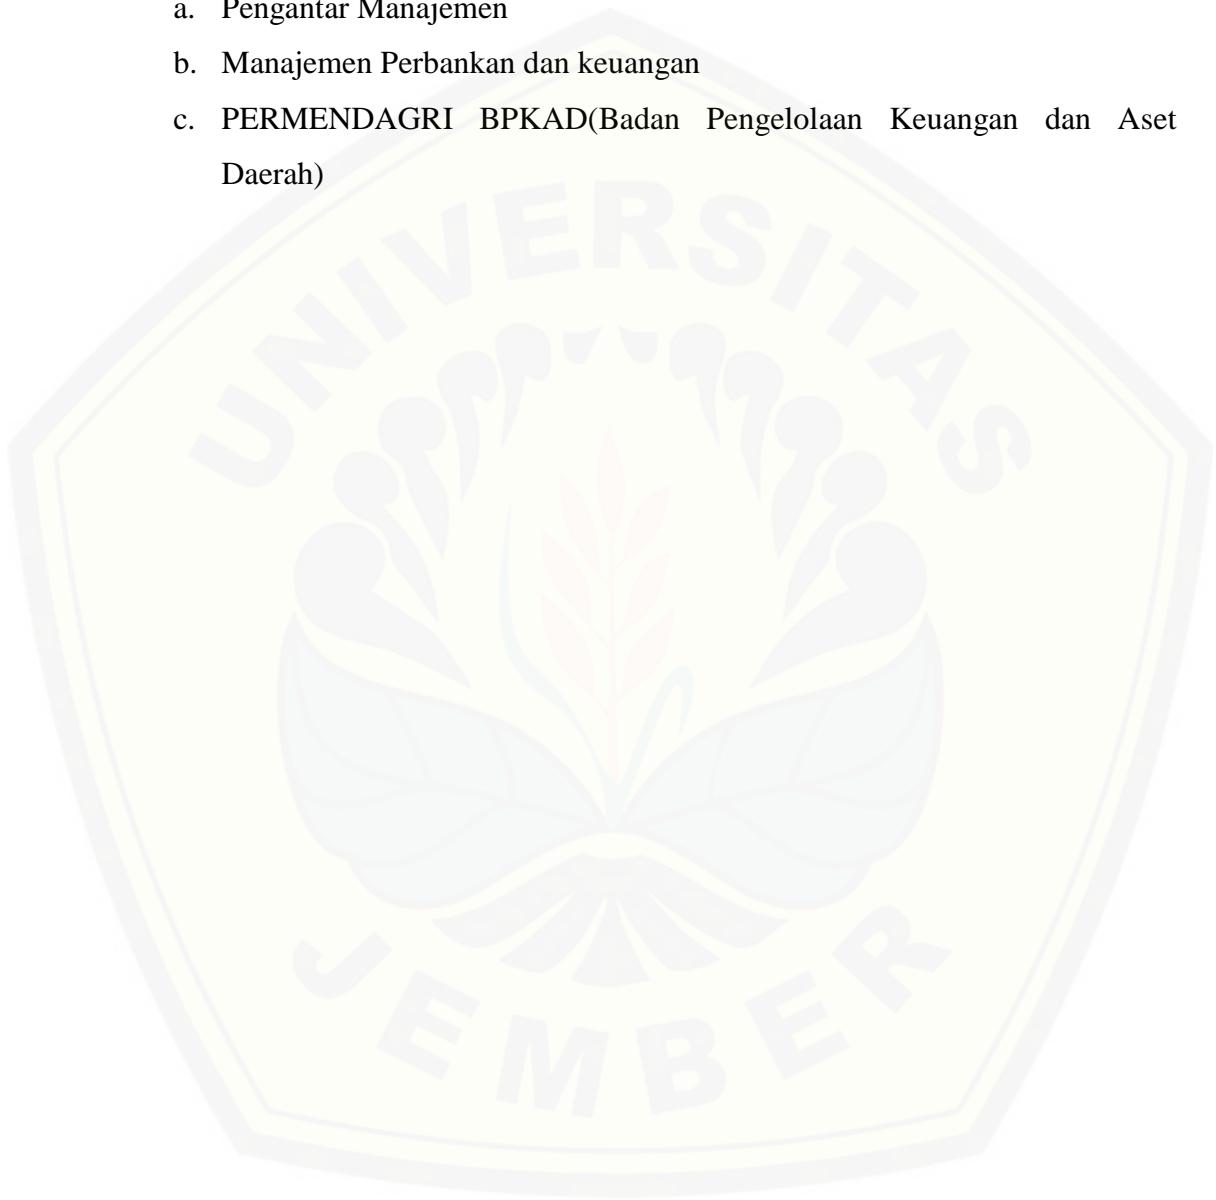 a. Pengantar Manajemen
b. Manajemen Perbankan dan keuangan
c. PERMENDAGRI BPKAD(Badan Pengelolaan Keuangan dan Aset
Daerah)
UNIVERSITAS
JEMBER